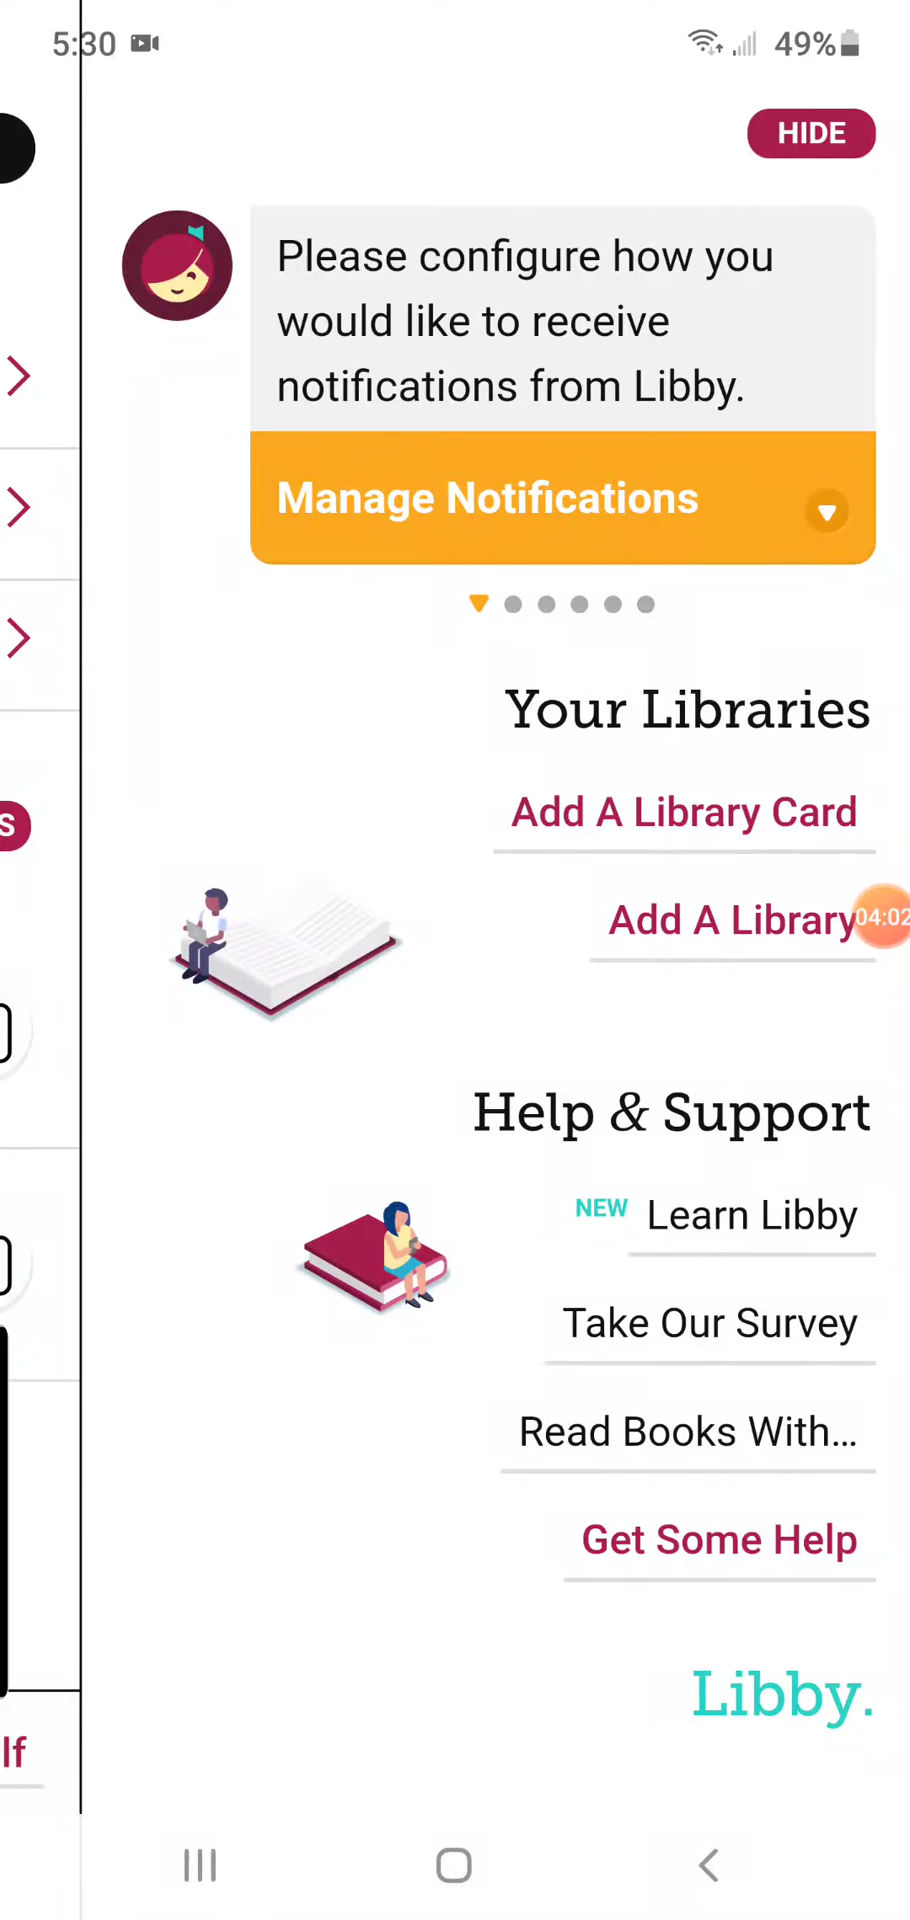 5:30
49%
HIDE
Please configure how you
would like to receive
notifications from Libby.
Manage Notifications
Your Libraries
Add A Library Card
S
Add A Library
04:02
Help & Support
NEW Learn Libby
Take Our Survey
Read Books With...
Get Some Help
Libby.
lf